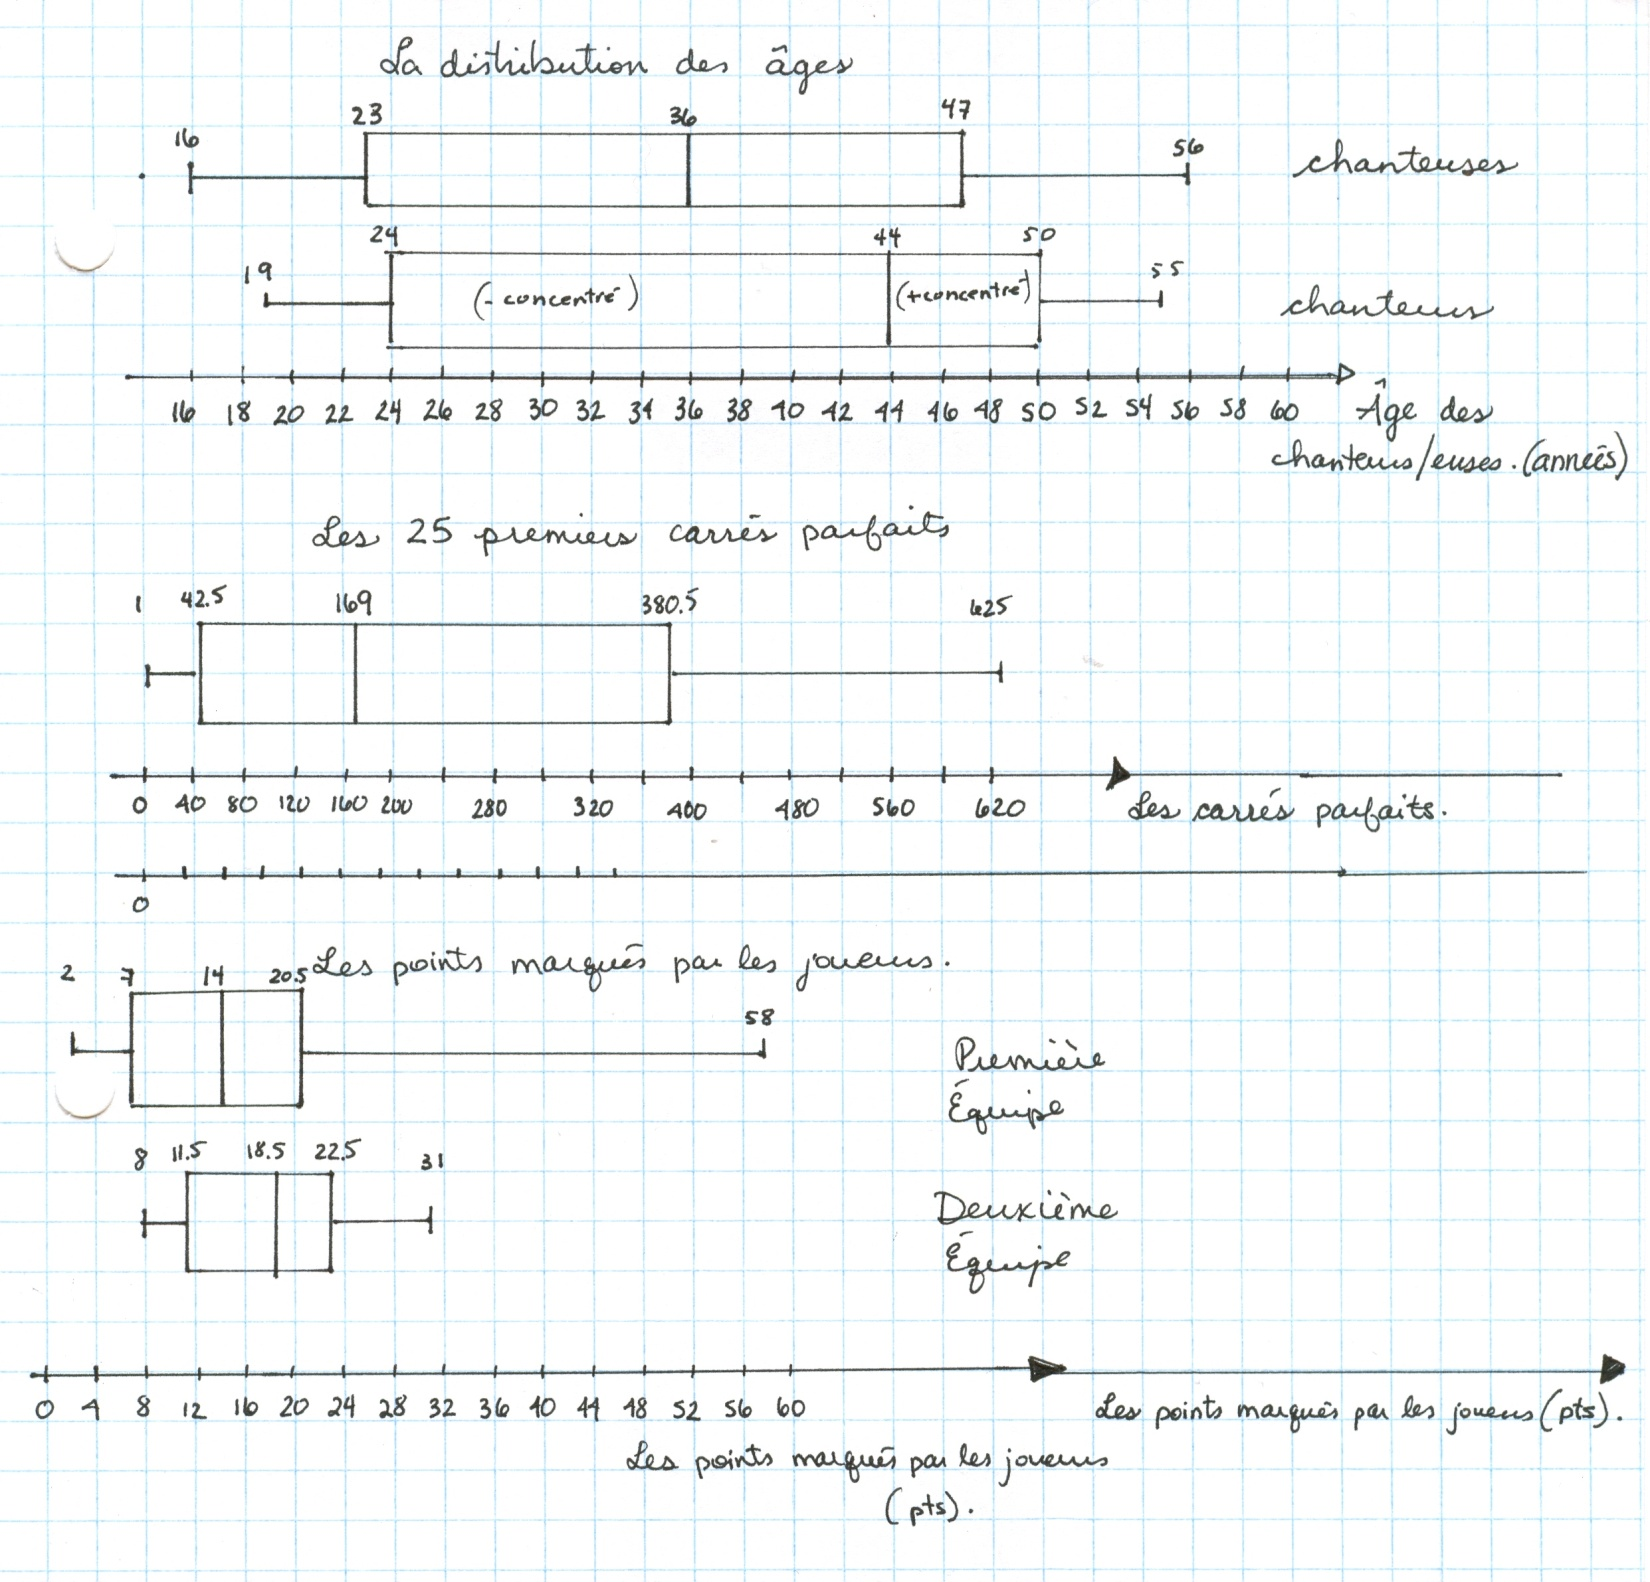 La distribution des âges
16 23 36 47 56 chanteuses
19 24 44 50 55 chanteurs
(- concentré) (+concentré)
16 18 20 22 24 26 28 30 32 34 36 38 40 42 44 46 48 50 52 54 56 58 60 Âge des
chanteurs/euses. (années)
Les 25 premiers carrés parfaits
1 42.5 169 380.5 625
0 40 80 120 160 200 280 320 400 480 560 620 Les carrés parfaits.
0
Les points marqués par les joueurs.
2 7 14 20.5 58
Première
Équipe
8 11.5 18.5 22.5 31
Deuxième
Équipe
0 4 8 12 16 20 24 28 32 36 40 44 48 52 56 60 Les points marqués par les joueurs (pts).
Les points marqués par les joueurs
(pts).